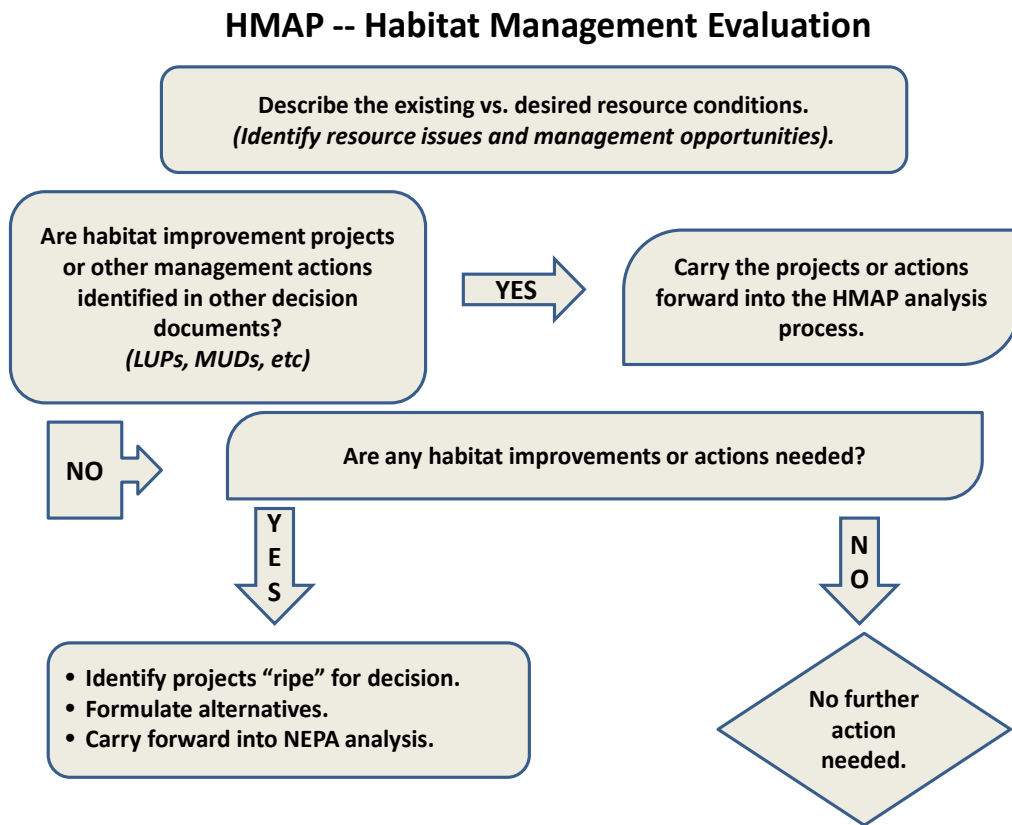 HMAP -- Habitat Management Evaluation
Describe the existing vs. desired resource conditions.
(Identify resource issues and management opportunities).
Are habitat improvement projects
or other management actions
identified in other decision
documents?
(LUPs, MUDs, etc)
YES
Carry the projects or actions
forward into the HMAP analysis
process.
NO
Are any habitat improvements or actions needed?
Y
E
S
N
O
• Identify projects “ripe” for decision.
• Formulate alternatives.
• Carry forward into NEPA analysis.
No further
action
needed.